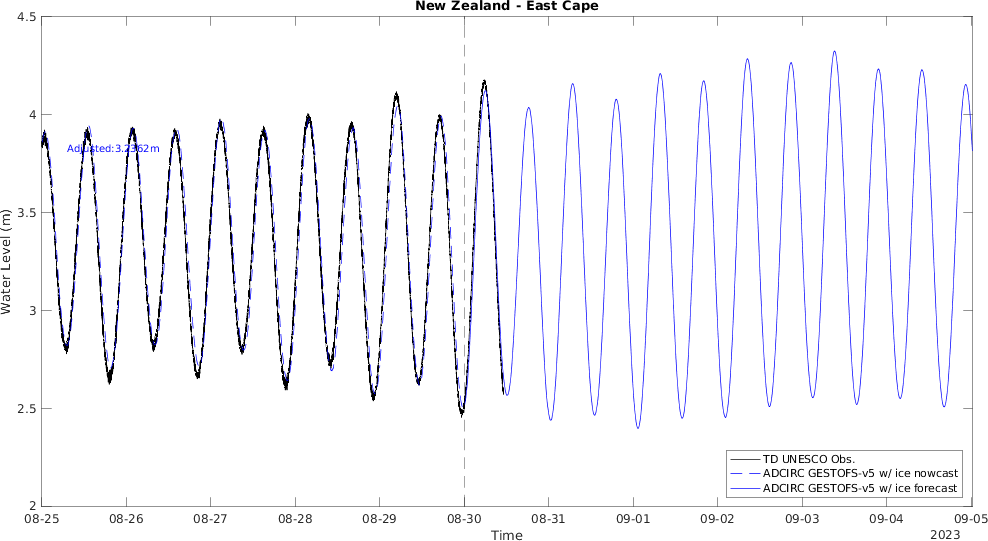 New Zealand - East Cape
4.5
4
3.5
3
2.5
2
Water Level (m)
Adjusted:3.2362m
TD UNESCO Obs.
ADCIRC GESTOFS-v5 w/ ice nowcast
ADCIRC GESTOFS-v5 w/ ice forecast
08-25 08-26 08-27 08-28 08-29 08-30 08-31 09-01 09-02 09-03 09-04 09-05
Time
2023